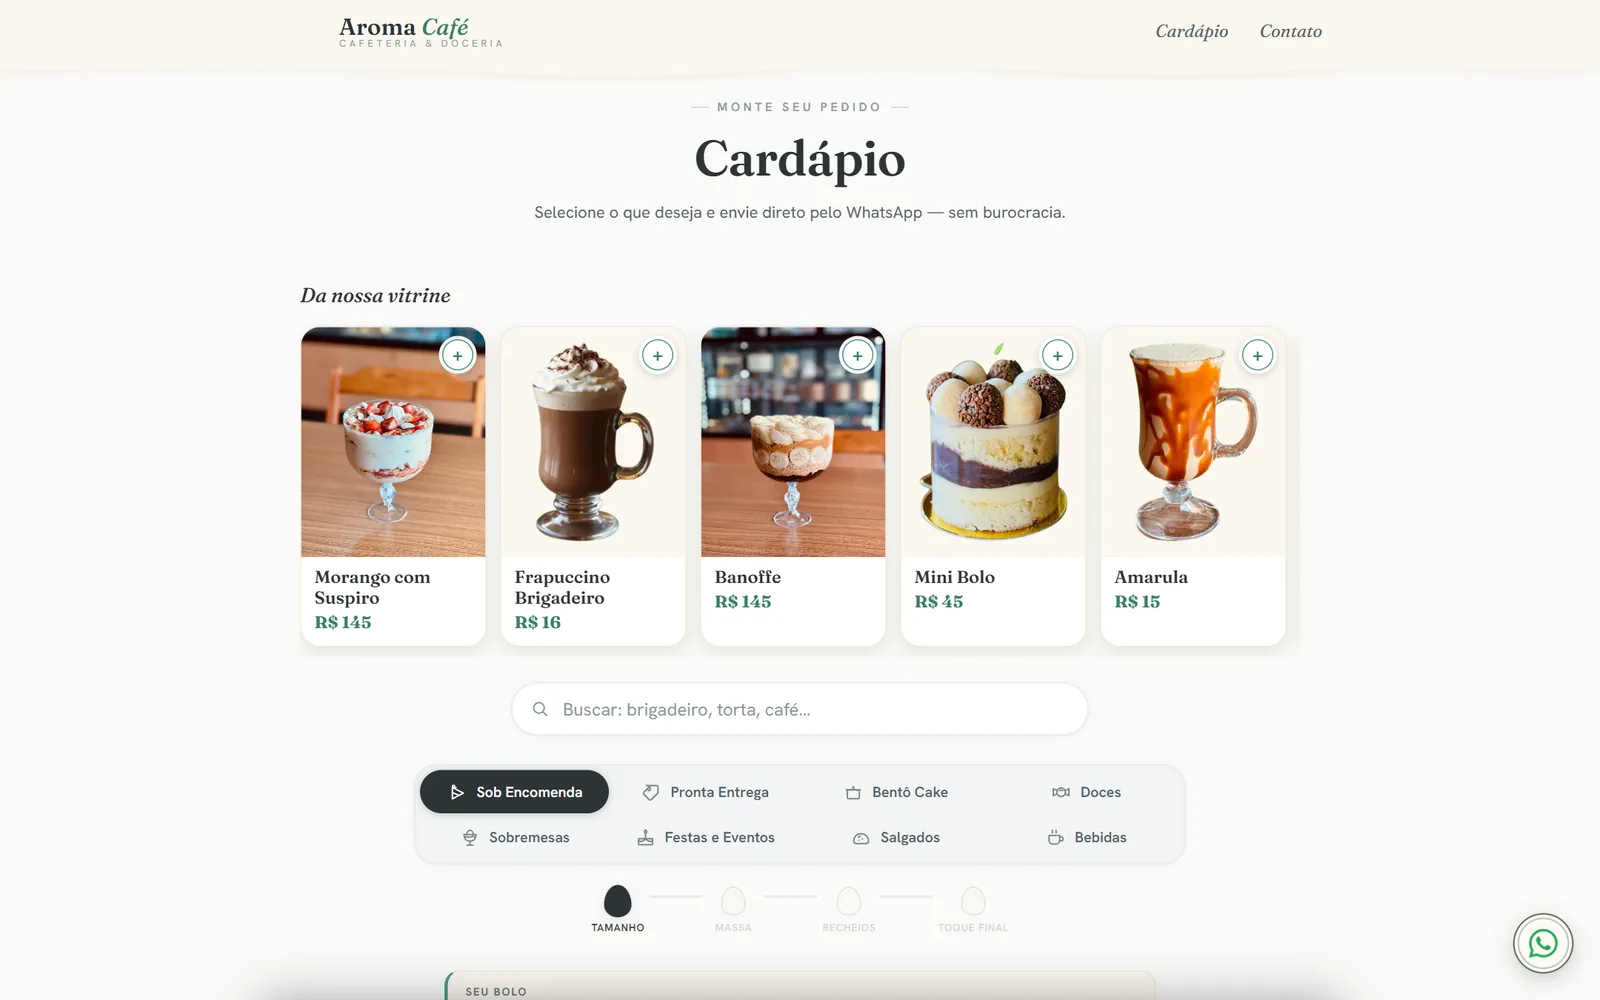 Aroma Café
CAFETERIA & DOCERIA
Cardápio
Contato
MONTE SEU PEDIDO
Cardápio
Selecione o que deseja e envie direto pelo WhatsApp — sem burocracia.
Da nossa vitrine
+
+
+
+
+
Morango com
Suspiro
R$ 145
Frapuccino
Brigadeiro
R$ 16
Banoffe
R$ 145
Mini Bolo
R$ 45
Amarula
R$ 15
Buscar: brigadeiro, torta, café...
Sob Encomenda
Pronta Entrega
Bentô Cake
Doces
Sobremesas
Festas e Eventos
Salgados
Bebidas
TAMANHO
MASSA
RECHEIOS
TOQUE FINAL
SEU BOLO